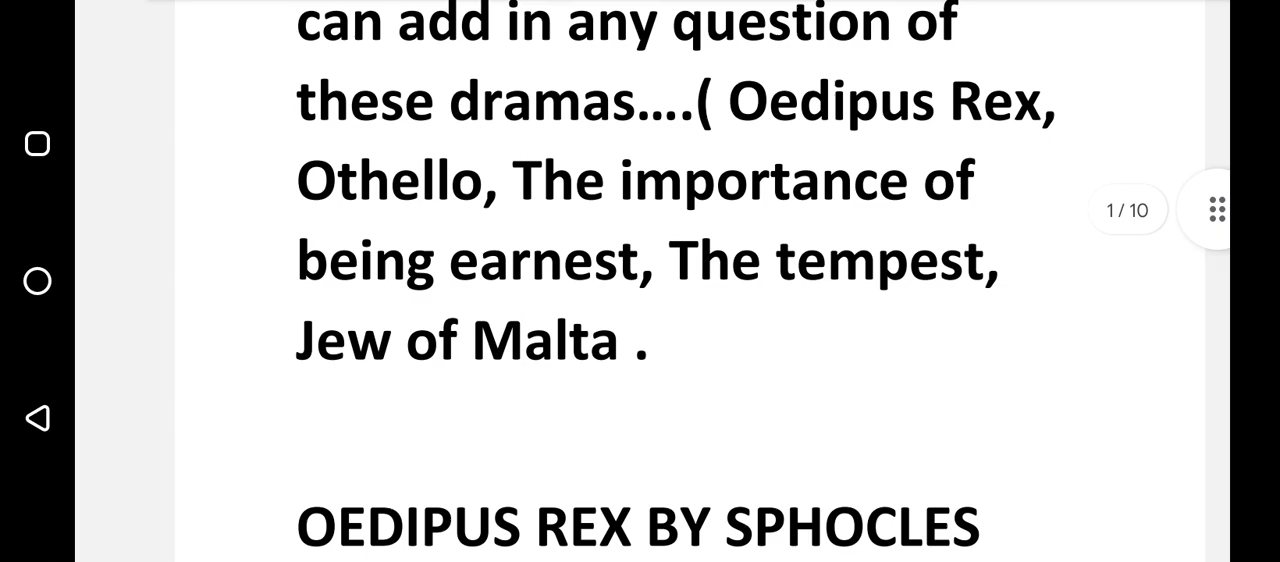 can add in any question of
these dramas....( Oedipus Rex,
Othello, The importance of
being earnest, The tempest,
1 / 10
Jew of Malta .
OEDIPUS REX BY SPHOCLES